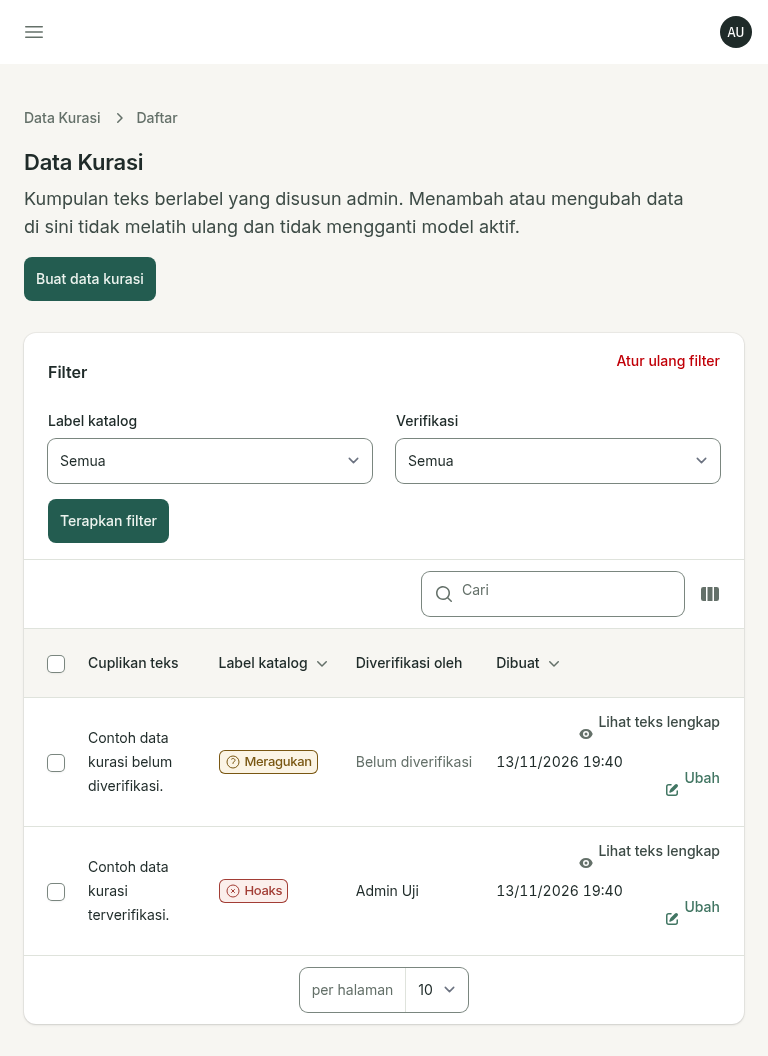 AU
Data Kurasi > Daftar
Data Kurasi
Kumpulan teks berlabel yang disusun admin. Menambah atau mengubah data
di sini tidak melatih ulang dan tidak mengganti model aktif.
Buat data kurasi
Filter
Atur ulang filter
Label katalog
Verifikasi
Semua
Semua
Terapkan filter
Cari
Cuplikan teks Label katalog Diverifikasi oleh Dibuat
Contoh data
kurasi belum
diverifikasi.
Meragukan
Belum diverifikasi
13/11/2026 19:40
Lihat teks lengkap
Ubah
Contoh data
kurasi
terverifikasi.
Hoaks
Admin Uji
13/11/2026 19:40
Lihat teks lengkap
Ubah
per halaman 10